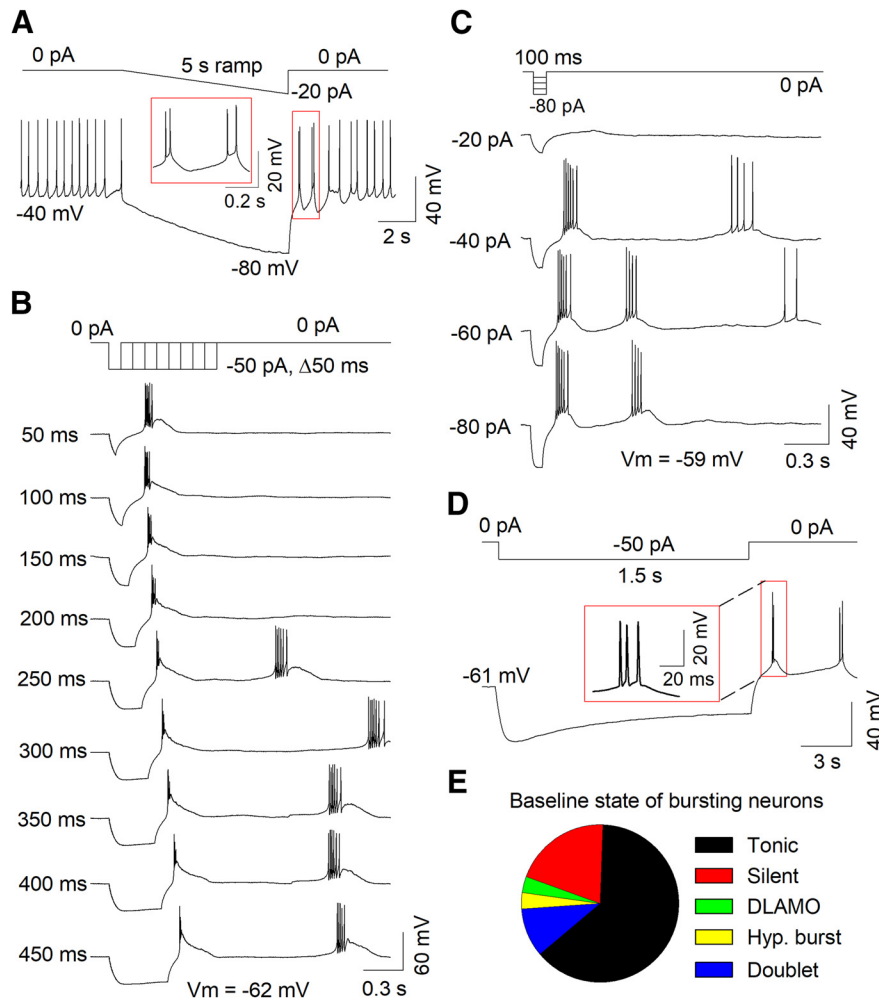 A
0 pA
5 s ramp
0 pA
-20 pA
0.2 s
20 mV
-40 mV
-80 mV
40 mV
2 s
B
0 pA
0 pA
-50 pA, Δ50 ms
50 ms
100 ms
150 ms
200 ms
250 ms
300 ms
350 ms
400 ms
450 ms
Vm = -62 mV
60 mV
0.3 s
C
100 ms
0 pA
-80 pA
-20 pA
-40 pA
-60 pA
-80 pA
Vm = -59 mV
40 mV
0.3 s
D
0 pA
-50 pA
0 pA
1.5 s
20 mV
20 ms
-61 mV
40 mV
3 s
E
Baseline state of bursting neurons
Tonic
Silent
DLAMO
Hyp. burst
Doublet